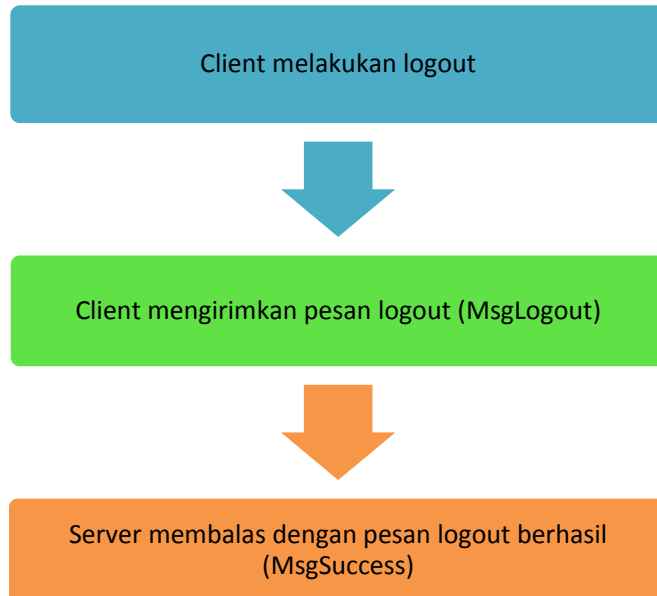 Client melakukan logout
Client mengirimkan pesan logout (MsgLogout)
Server membalas dengan pesan logout berhasil
(MsgSuccess)